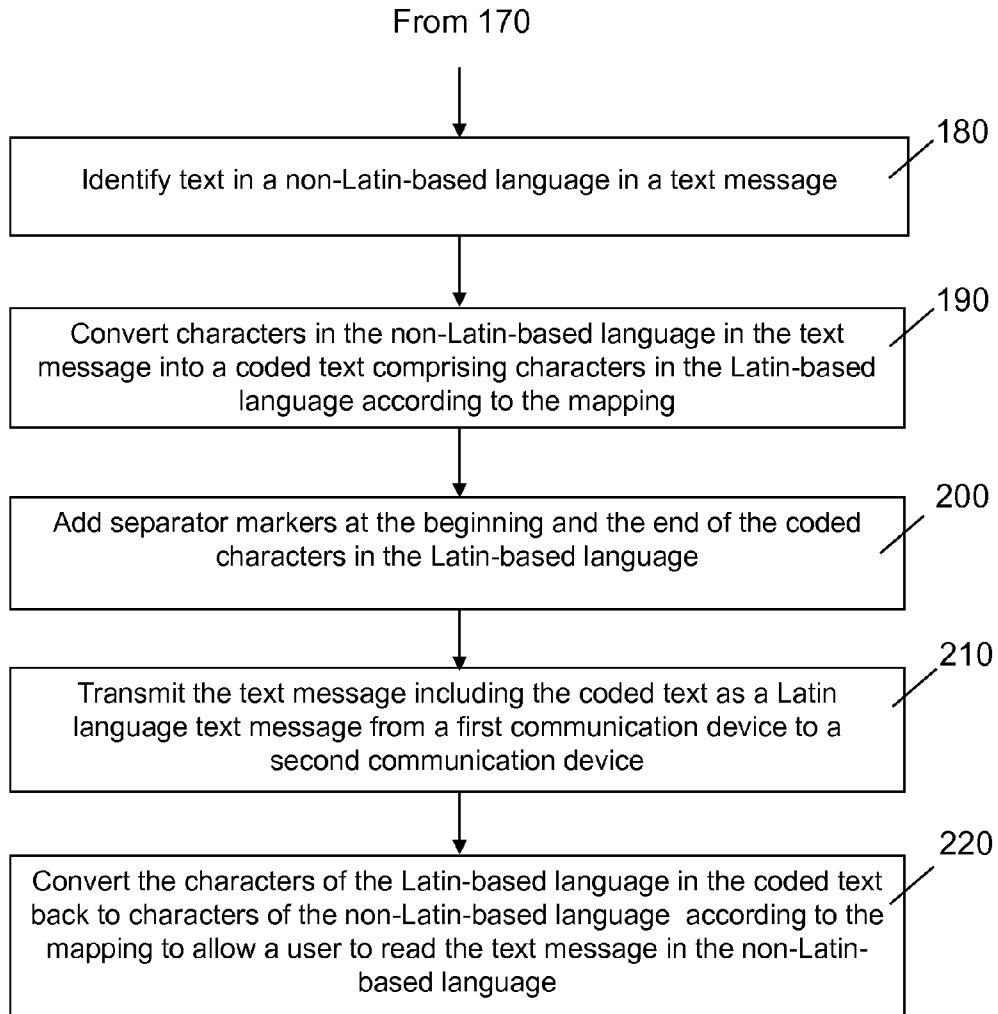 From 170
180
Identify text in a non-Latin-based language in a text message
190
Convert characters in the non-Latin-based language in the text
message into a coded text comprising characters in the Latin-based
language according to the mapping
200
Add separator markers at the beginning and the end of the coded
characters in the Latin-based language
210
Transmit the text message including the coded text as a Latin
language text message from a first communication device to a
second communication device
220
Convert the characters of the Latin-based language in the coded text
back to characters of the non-Latin-based language according to the
mapping to allow a user to read the text message in the non-Latin-
based language